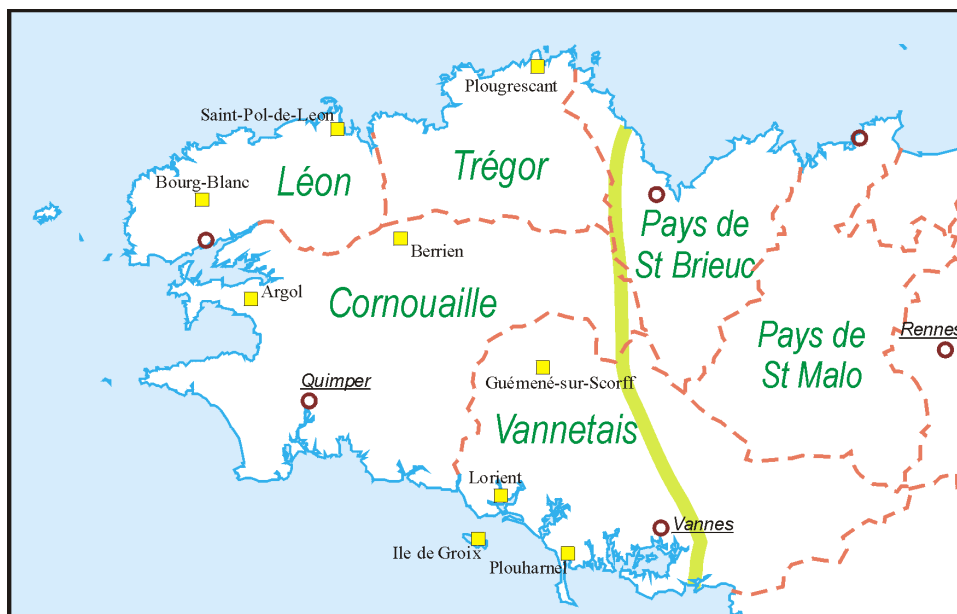 Plougrescant
Saint-Pol-de-Leon
Trégor
Léon
Bourg-Blanc
Pays de
St Brieuc
Berrien
Argol
Cornouaille
Rennes
Pays de
St Malo
Guémené-sur-Scorff
Quimper
Vannetais
Lorient
Vannes
Ile de Groix
Plouharnel